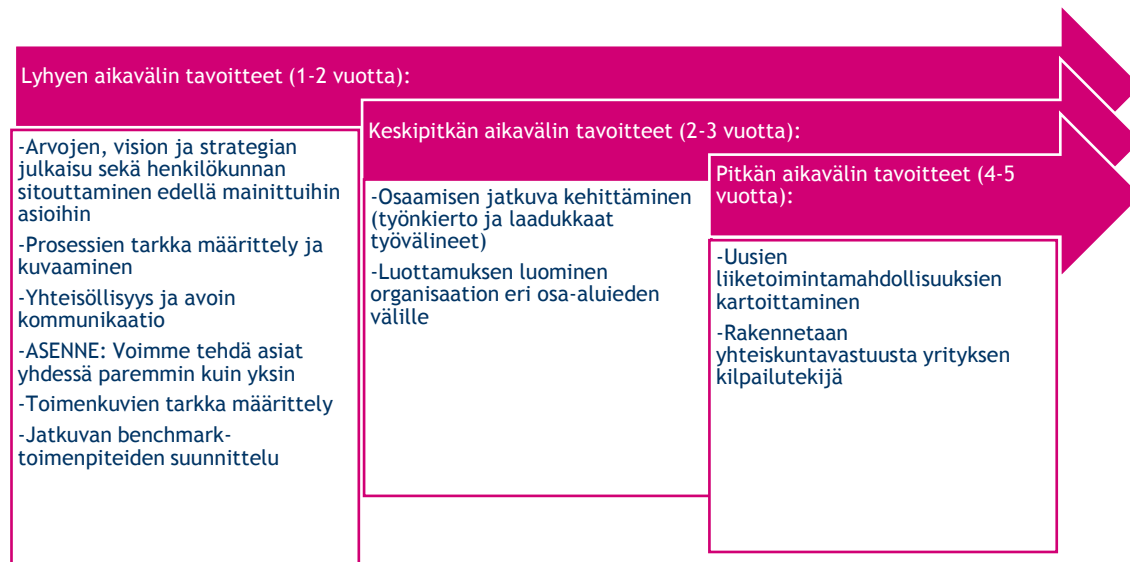 Lyhyen aikavälin tavoitteet (1-2 vuotta):
-Arvojen, vision ja strategian
julkaisu sekä henkilökunnan
sitouttaminen edellä mainittuihin
asioihin
-Prosessien tarkka määrittely ja
kuvaaminen
-Yhteisöllisyys ja avoin
kommunikaatio
-ASENNE: Voimme tehdä asiat
yhdessä paremmin kuin yksin
-Toimenkuvien tarkka määrittely
-Jatkuvan benchmark-
toimenpiteiden suunnittelu
Keskipitkän aikavälin tavoitteet (2-3 vuotta):
-Osaamisen jatkuva kehittäminen
(työnkierto ja laadukkaat
työvälineet)
-Luottamuksen luominen
organisaation eri osa-aluieden
välille
Pitkän aikavälin tavoitteet (4-5
vuotta):
-Uusien
liiketoimintamahdollisuuksien
kartoittaminen
-Rakennetaan
yhteiskuntavastuusta yrityksen
kilpailutekijä